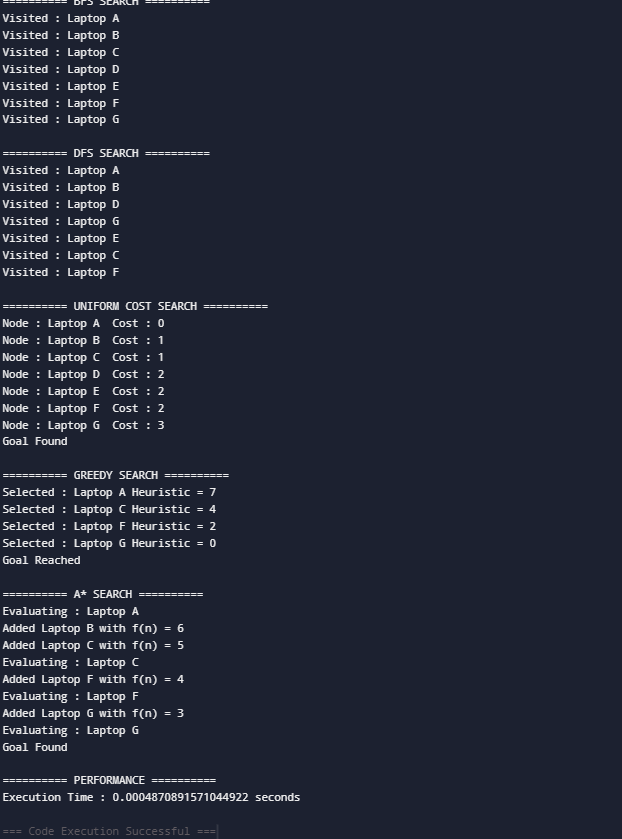 ========== BFS SEARCH ==========
Visited : Laptop A
Visited : Laptop B
Visited : Laptop C
Visited : Laptop D
Visited : Laptop E
Visited : Laptop F
Visited : Laptop G
========== DFS SEARCH ==========
Visited : Laptop A
Visited : Laptop B
Visited : Laptop D
Visited : Laptop G
Visited : Laptop E
Visited : Laptop C
Visited : Laptop F
========== UNIFORM COST SEARCH ==========
Node : Laptop A  Cost : 0
Node : Laptop B  Cost : 1
Node : Laptop C  Cost : 1
Node : Laptop D  Cost : 2
Node : Laptop E  Cost : 2
Node : Laptop F  Cost : 2
Node : Laptop G  Cost : 3
Goal Found
========== GREEDY SEARCH ==========
Selected : Laptop A Heuristic = 7
Selected : Laptop C Heuristic = 4
Selected : Laptop F Heuristic = 2
Selected : Laptop G Heuristic = 0
Goal Reached
========== A* SEARCH ==========
Evaluating : Laptop A
Added Laptop B with f(n) = 6
Added Laptop C with f(n) = 5
Evaluating : Laptop C
Added Laptop F with f(n) = 4
Evaluating : Laptop F
Added Laptop G with f(n) = 3
Evaluating : Laptop G
Goal Found
========== PERFORMANCE ==========
Execution Time : 0.0004870891571044922 seconds
=== Code Execution Successful ===